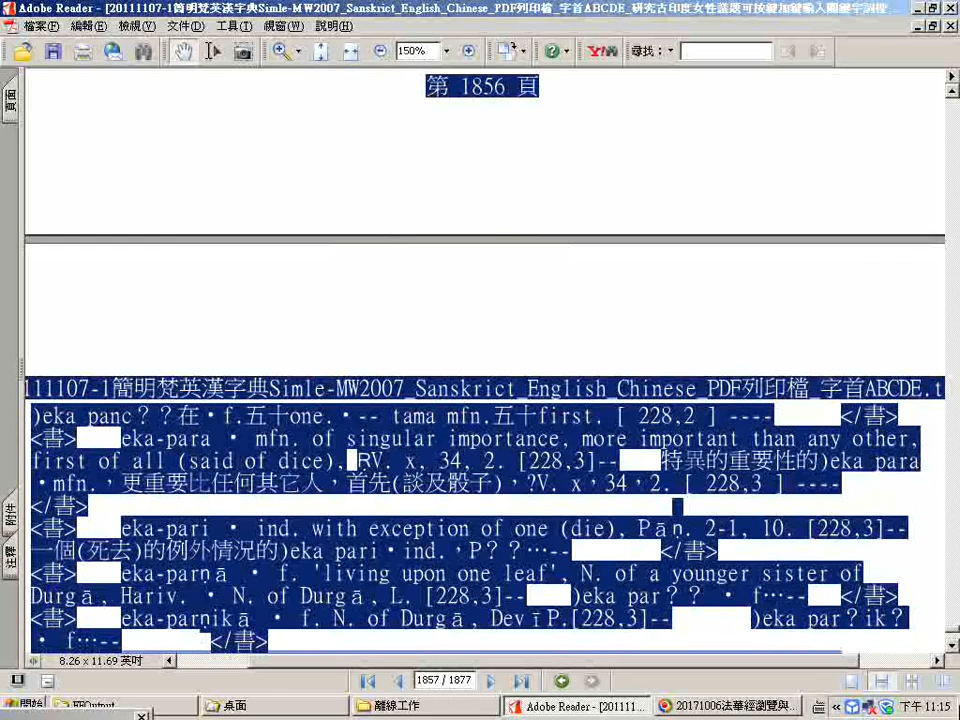 Adobe Reader - [20111107-1簡明梵英漢字典Simle-MW2007_Sanskrict_English_Chinese_PDF列印檔_字首ABCDE_研究古印度女性議題可按鍵加鍵輸入關鍵字詞搜
檔案(F) 編輯(E) 檢視(V) 文件(D) 工具(T) 視窗(W) 說明(H)
150% Y! 尋找:
頁面
第 1856 頁
111107-1簡明梵英漢字典Simle-MW2007_Sanskrict_English_Chinese_PDF列印檔_字首ABCDE.t
)eka panc??在・f.五十one.・-- tama mfn.五十first. [ 228,2 ] ---- </書>
<書> eka-para ・ mfn. of singular importance, more important than any other,
first of all (said of dice), RV. x, 34, 2. [228,3]-- 特異的重要性的)eka para
・mfn.,更重要比任何其它人,首先(談及骰子),?V. x,34,2. [ 228,3 ] ----
</書>
<書> eka-pari ・ ind. with exception of one (die), Pāṇ. 2-1, 10. [228,3]--
一個(死去)的例外情況的)eka pari・ind.,P??…-- </書>
<書> eka-parṇā ・ f. 'living upon one leaf', N. of a younger sister of
Durgā, Hariv. ・ N. of Durgā, L. [228,3]-- )eka par?? ・ f…-- </書>
<書> eka-parṇikā ・ f. N. of Durgā, DevīP.[228,3]-- )eka par?ik?
・ f…-- </書>
附件
註釋
8.26 x 11.69 英吋
1857 / 1877
開始 FFOutput 桌面 離線工作 Adobe Reader - [2011... 20171006法華經瀏覽與... 下午 11:15